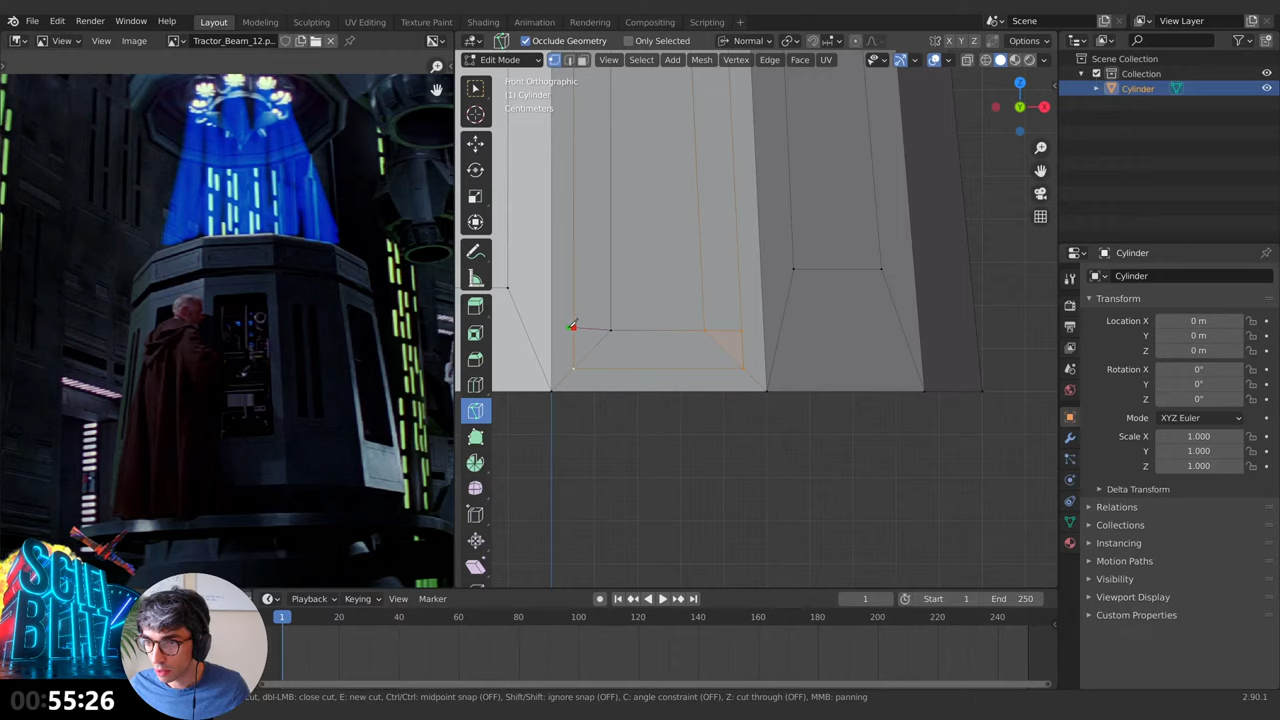 File Edit Render Window Help Layout Modeling Sculpting UV Editing Texture Paint Shading Animation Rendering Compositing Scripting + Scene View Layer
View View Image Tractor_Beam_12.p... Occlude Geometry Only Selected Normal X Y Z Options
Edit Mode View Select Add Mesh Vertex Edge Face UV
Scene Collection
Collection
Cylinder
Front Orthographic
(1) Cylinder
Centimeters
Z
Y
X
Cylinder
Cylinder
Transform
Location X 0 m
Y 0 m
Z 0 m
Rotation X 0°
Y 0°
Z 0°
Mode XYZ Euler
Scale X 1.000
Y 1.000
Z 1.000
Delta Transform
Relations
Collections
Instancing
Motion Paths
Visibility
Viewport Display
Custom Properties
SCIFI
BLITZ
Playback Keying View Marker 1 Start 1 End 250
1 20 40 60 80 100 120 140 160 180 200 220 240
00:55:26
cut, dbl-LMB: close cut, E: new cut, Ctrl/Ctrl: midpoint snap (OFF), Shift/Shift: ignore snap (OFF), C: angle constraint (OFF), Z: cut through (OFF), MMB: panning
2.90.1